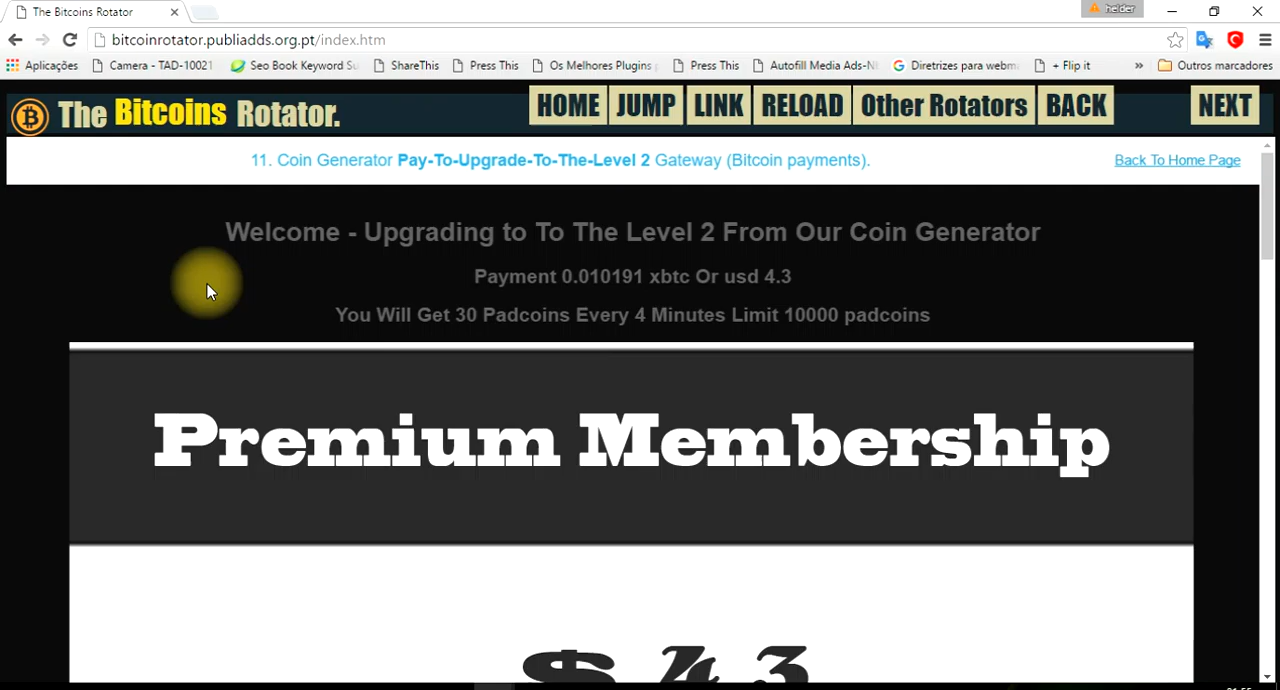 The Bitcoins Rotator
helder
bitcoinrotator.publiadds.org.pt/index.htm
Aplicações Camera - TAD-10021 Seo Book Keyword Su ShareThis Press This Os Melhores Plugins Press This Autofill Media Ads-N Diretrizes para webm + Flip it » Outros marcadores
The Bitcoins Rotator. HOME JUMP LINK RELOAD Other Rotators BACK NEXT
11. Coin Generator Pay-To-Upgrade-To-The-Level 2 Gateway (Bitcoin payments). Back To Home Page
Welcome - Upgrading to To The Level 2 From Our Coin Generator
Payment 0.010191 xbtc Or usd 4.3
You Will Get 30 Padcoins Every 4 Minutes Limit 10000 padcoins
Premium Membership
$ 4.3